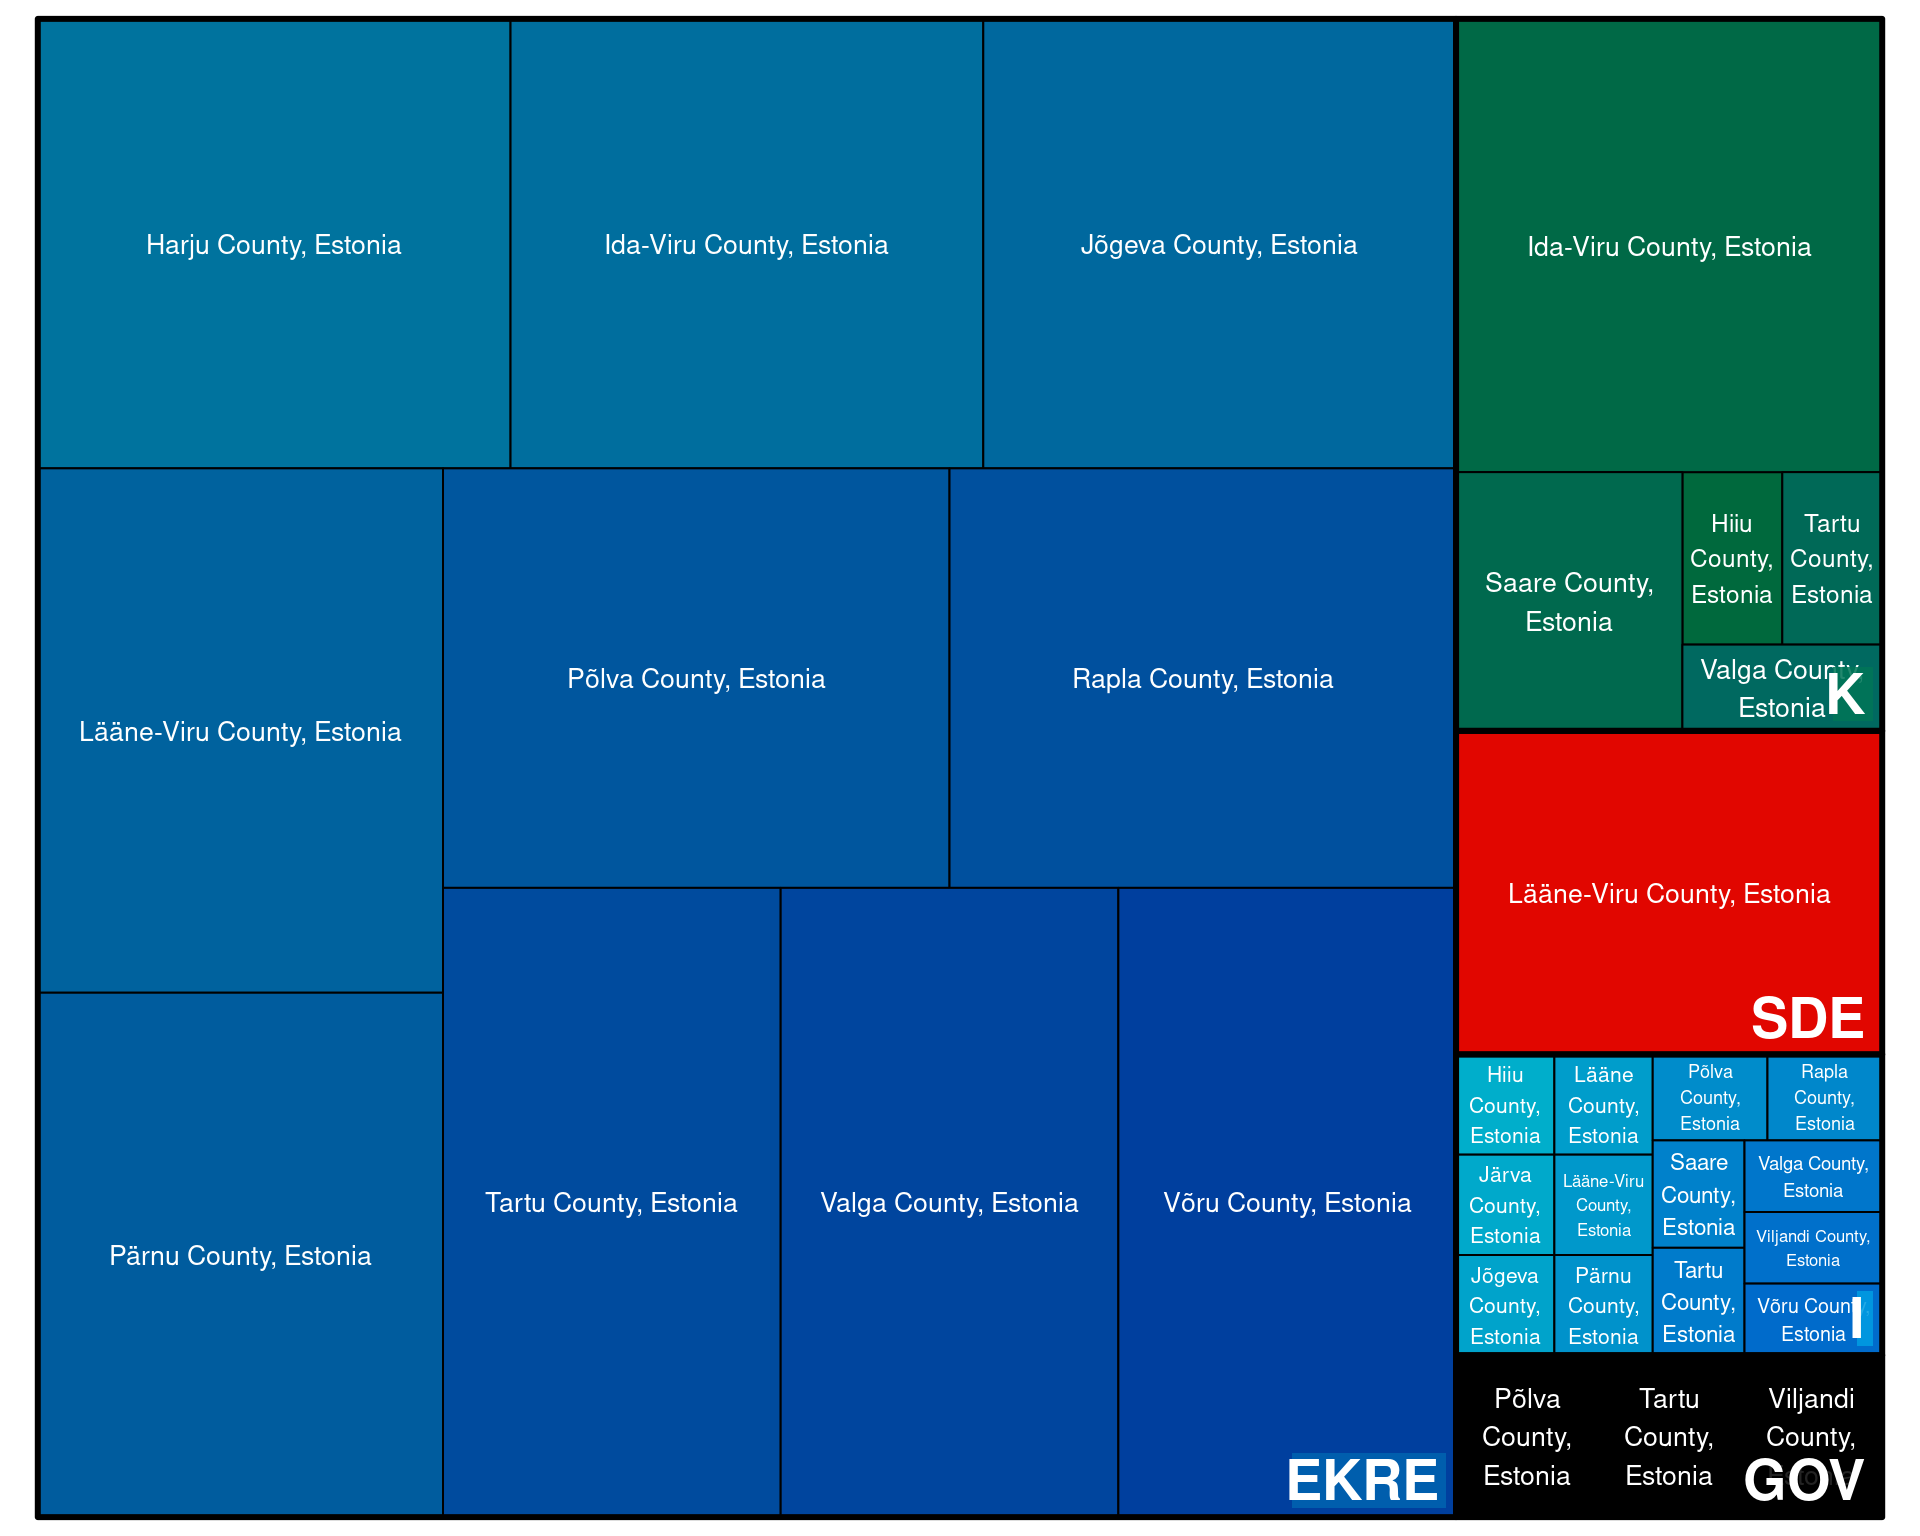 Harju County, Estonia
Ida-Viru County, Estonia
Jõgeva County, Estonia
Lääne-Viru County, Estonia
Põlva County, Estonia
Rapla County, Estonia
Pärnu County, Estonia
Tartu County, Estonia
Valga County, Estonia
Võru County, Estonia
EKRE
Ida-Viru County, Estonia
Saare County,
Estonia
Hiiu
County,
Estonia
Tartu
County,
Estonia
Valga County,
Estonia
K
Lääne-Viru County, Estonia
SDE
Hiiu
County,
Estonia
Lääne
County,
Estonia
Põlva
County,
Estonia
Rapla
County,
Estonia
Järva
County,
Estonia
Lääne-Viru
County,
Estonia
Saare
County,
Estonia
Valga County,
Estonia
Viljandi County,
Estonia
Jõgeva
County,
Estonia
Pärnu
County,
Estonia
Tartu
County,
Estonia
Võru County,
Estonia
I
Põlva
County,
Estonia
Tartu
County,
Estonia
Viljandi
County,
Estonia
GOV